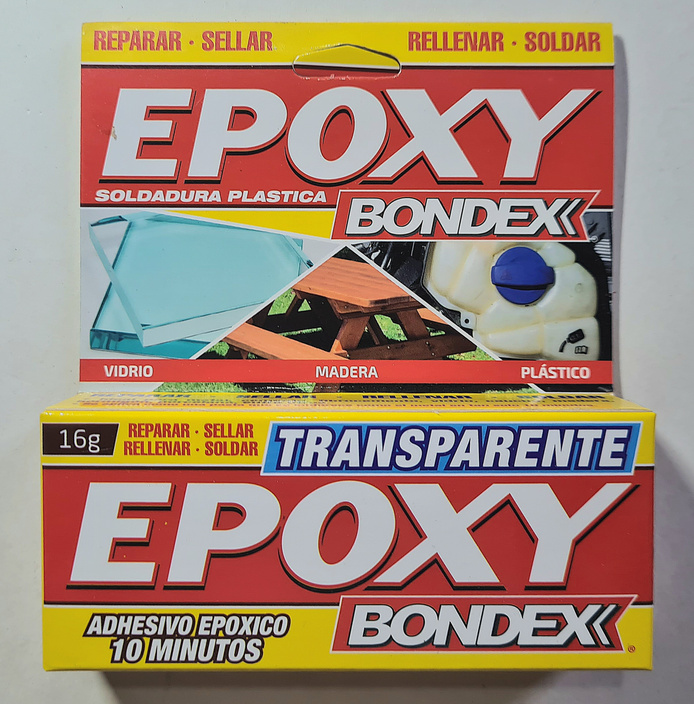 REPARAR · SELLAR
RELLENAR · SOLDAR
EPOXY
SOLDADURA PLASTICA
BONDEX
VIDRIO
MADERA
PLÁSTICO
16g
REPARAR · SELLAR
RELLENAR · SOLDAR
TRANSPARENTE
EPOXY
ADHESIVO EPOXICO
10 MINUTOS
BONDEX®